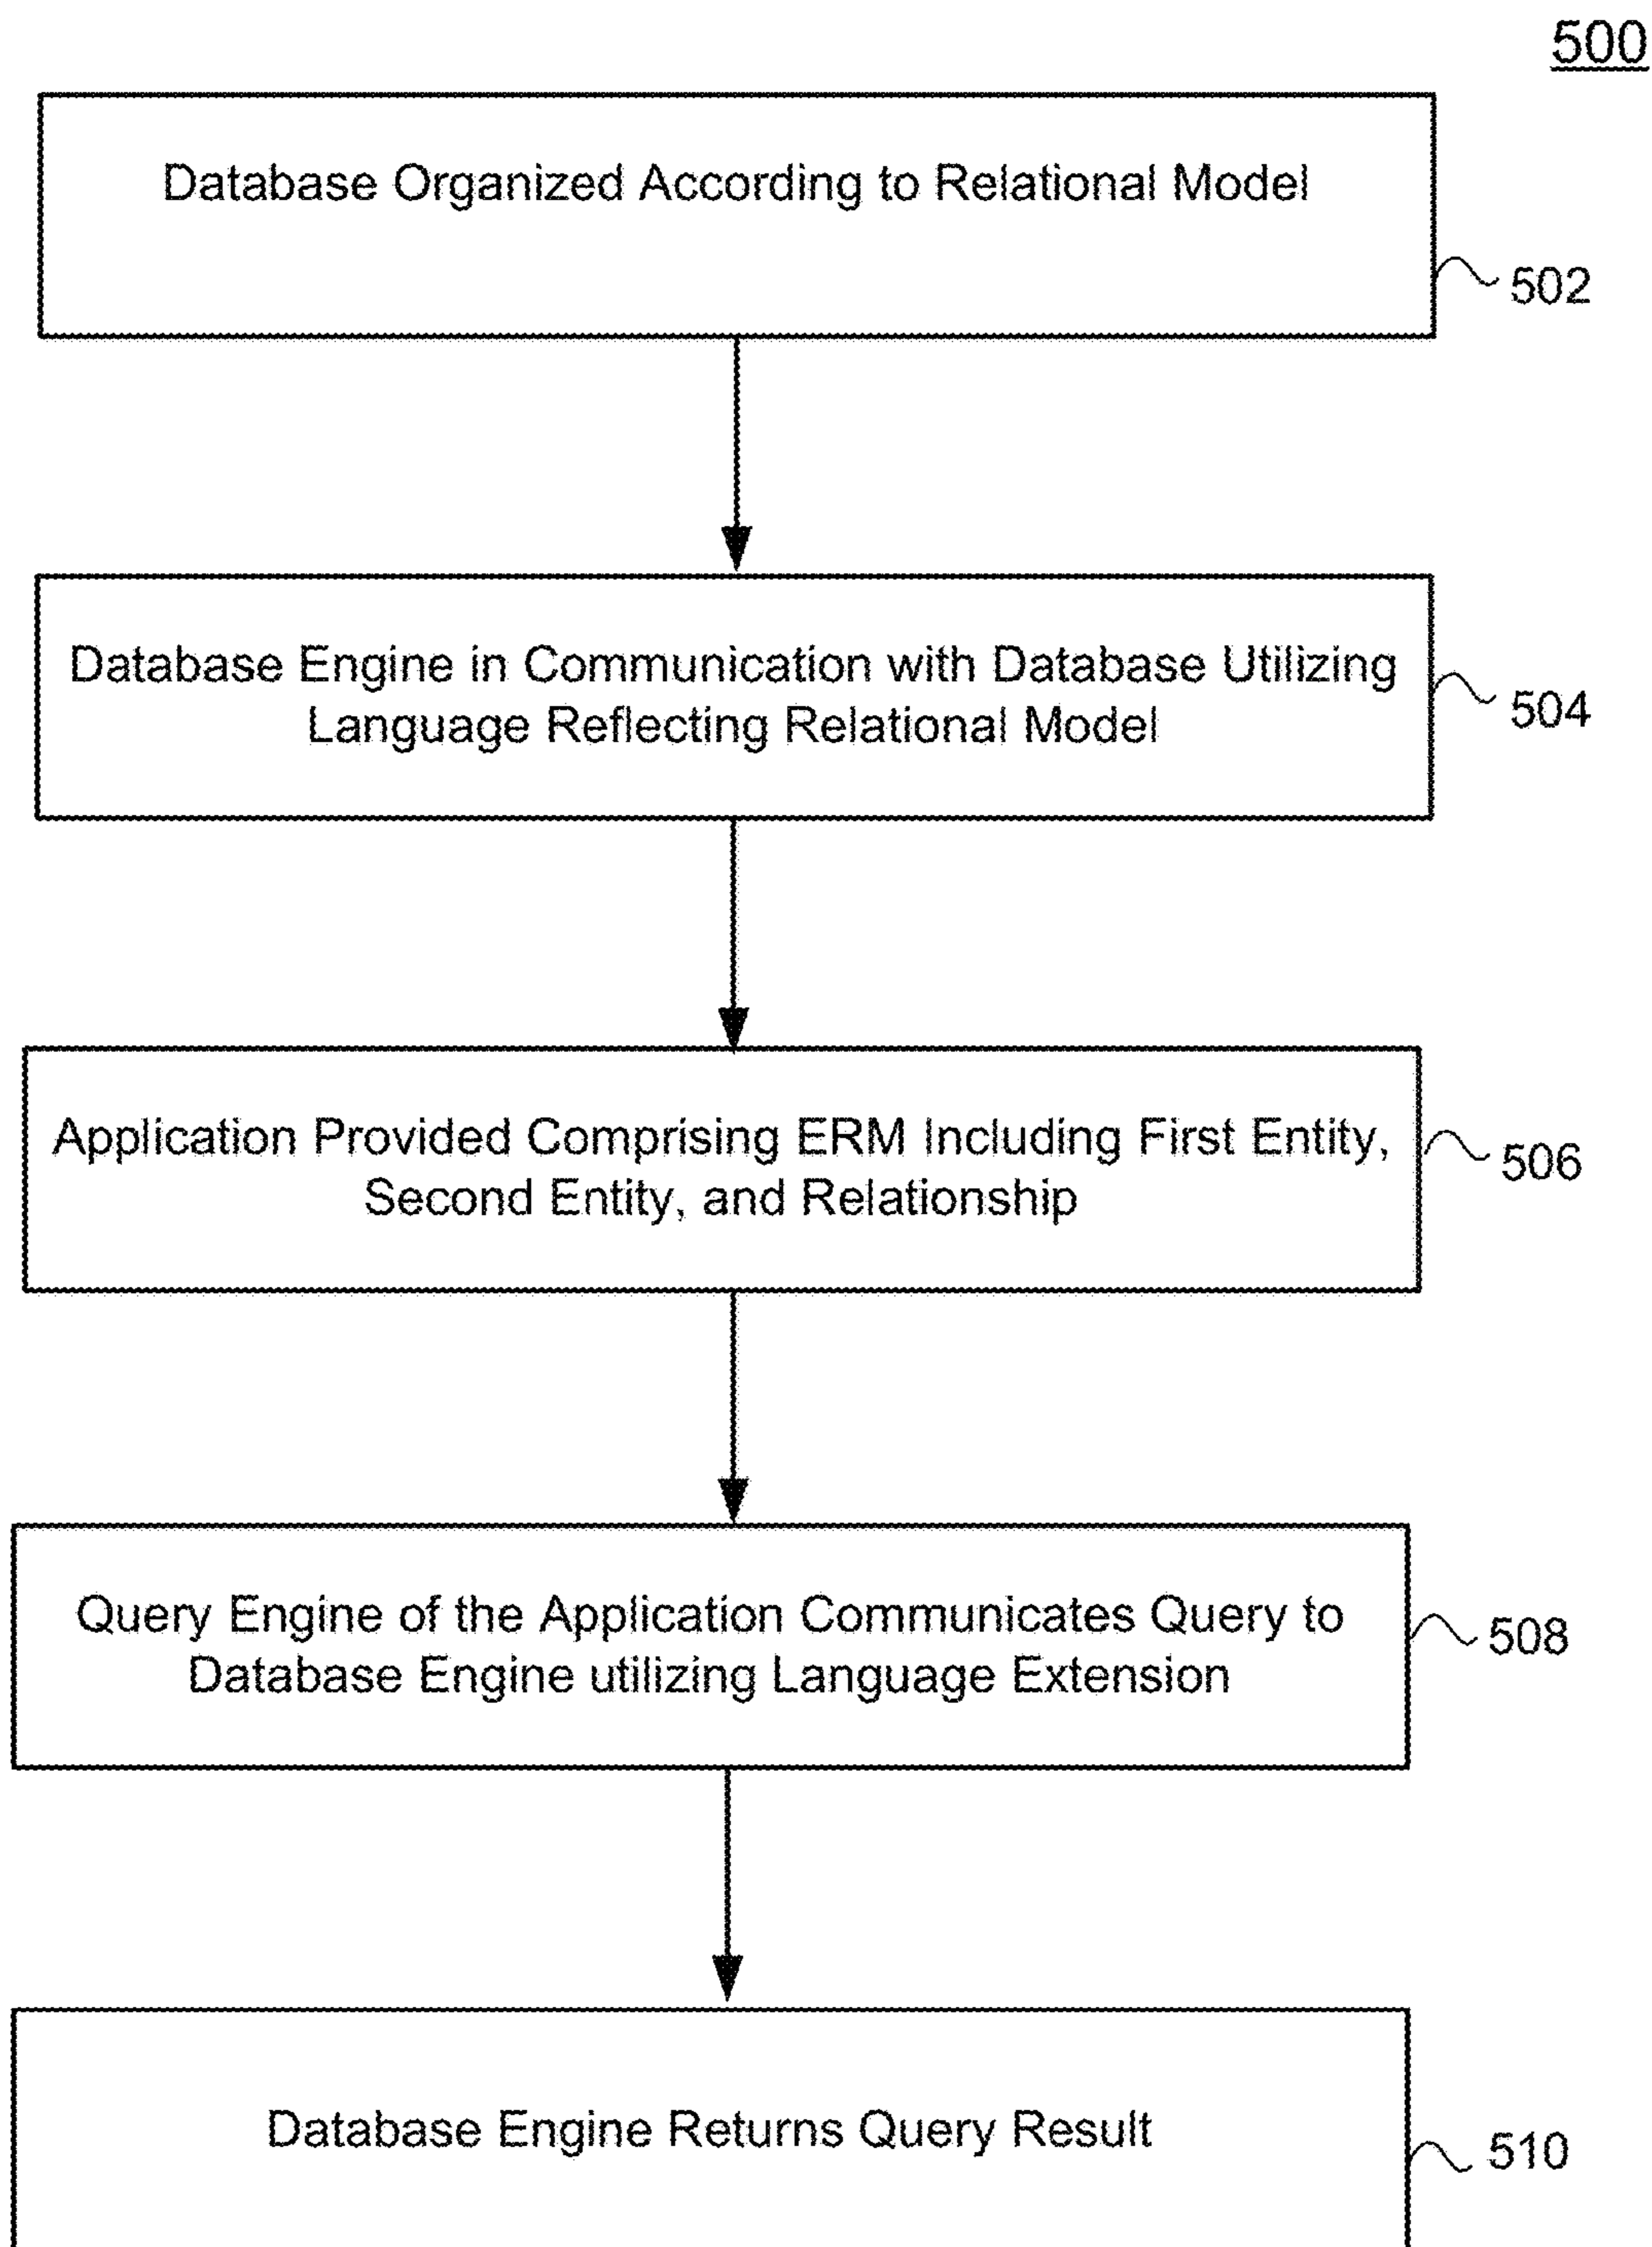 500
Database Organized According to Relational Model
502
Database Engine in Communication with Database Utilizing
Language Reflecting Relational Model
504
Application Provided Comprising ERM Including First Entity,
Second Entity, and Relationship
506
Query Engine of the Application Communicates Query to
Database Engine utilizing Language Extension
508
Database Engine Returns Query Result
510